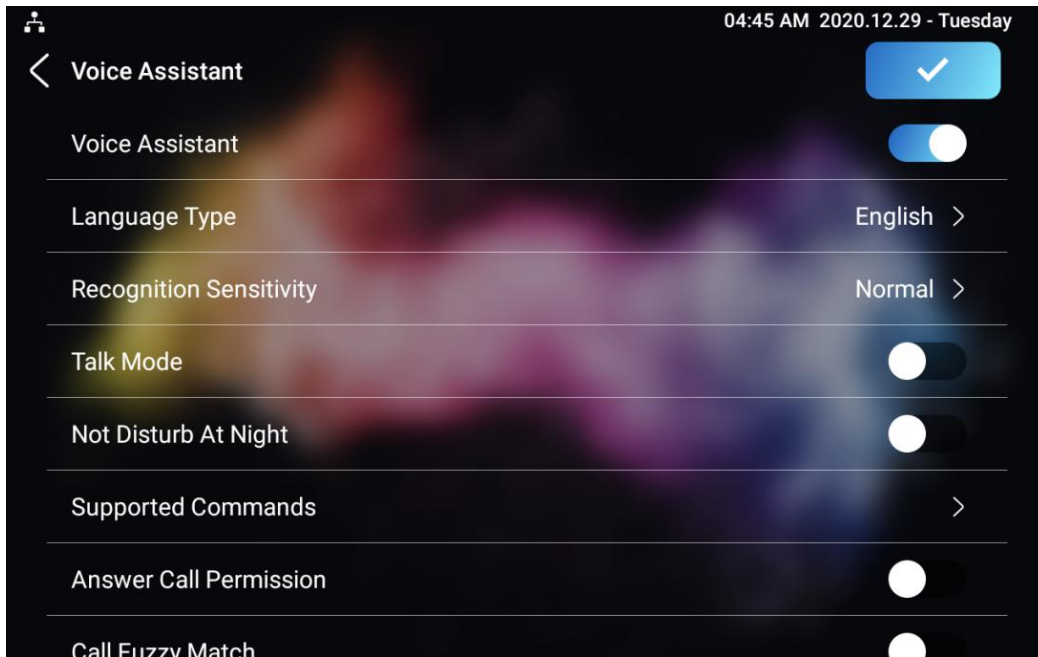 04:45 AM 2020.12.29 - Tuesday
Voice Assistant
Voice Assistant
Language Type English
Recognition Sensitivity Normal
Talk Mode
Not Disturb At Night
Supported Commands
Answer Call Permission
Call Fuzzy Match